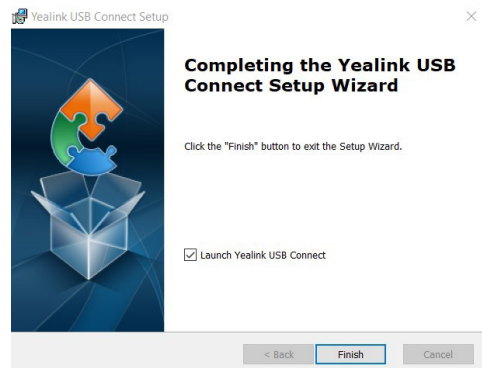 Yealink USB Connect Setup
Completing the Yealink USB
Connect Setup Wizard
Click the "Finish" button to exit the Setup Wizard.
Launch Yealink USB Connect
< Back Finish Cancel